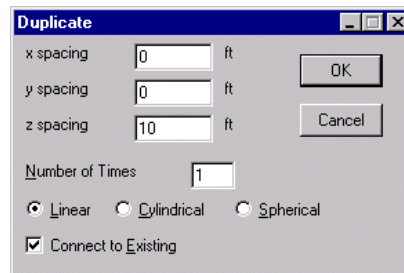 Duplicate
x spacing 0 ft
OK
y spacing 0 ft
z spacing 10 ft
Cancel
Number of Times 1
Linear Cylindrical Spherical
Connect to Existing